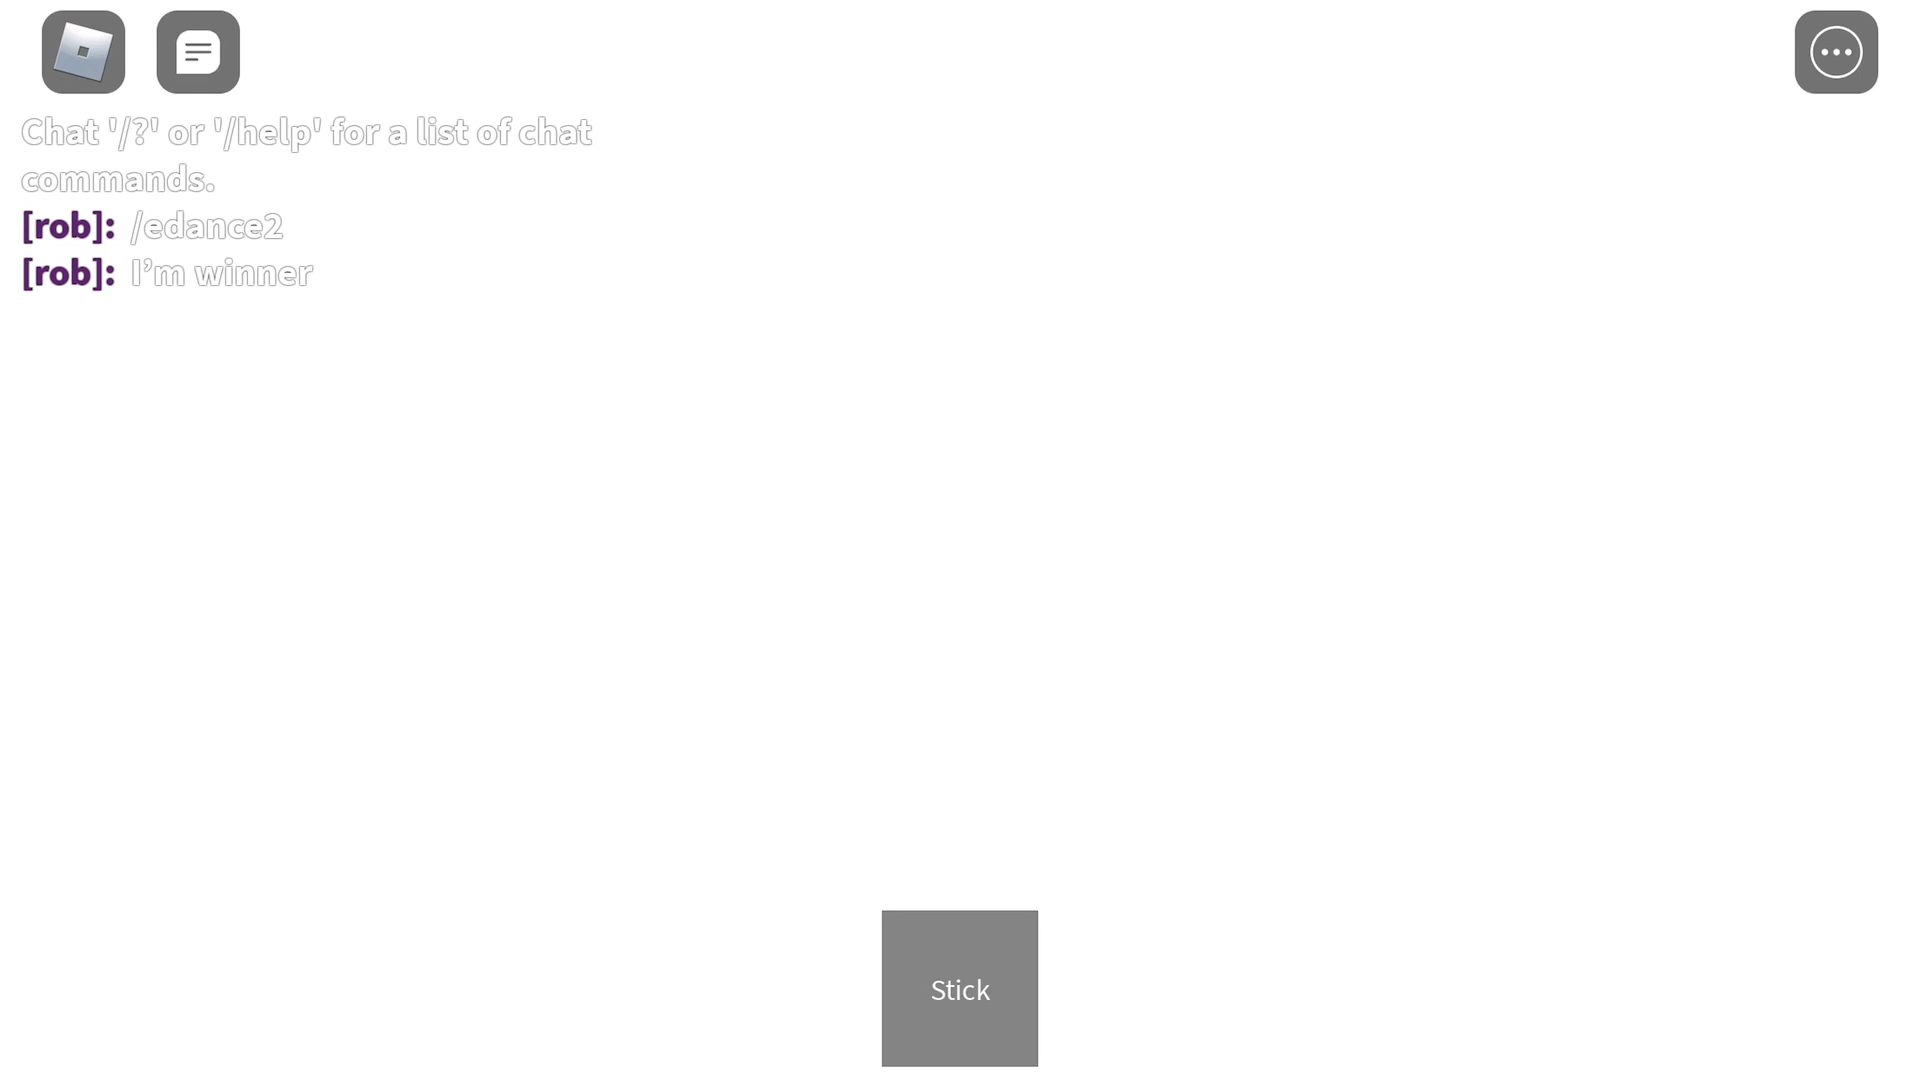 Chat '/?' or '/help' for a list of chat
commands.
[rob]: /edance2
[rob]: I’m winner
Stick